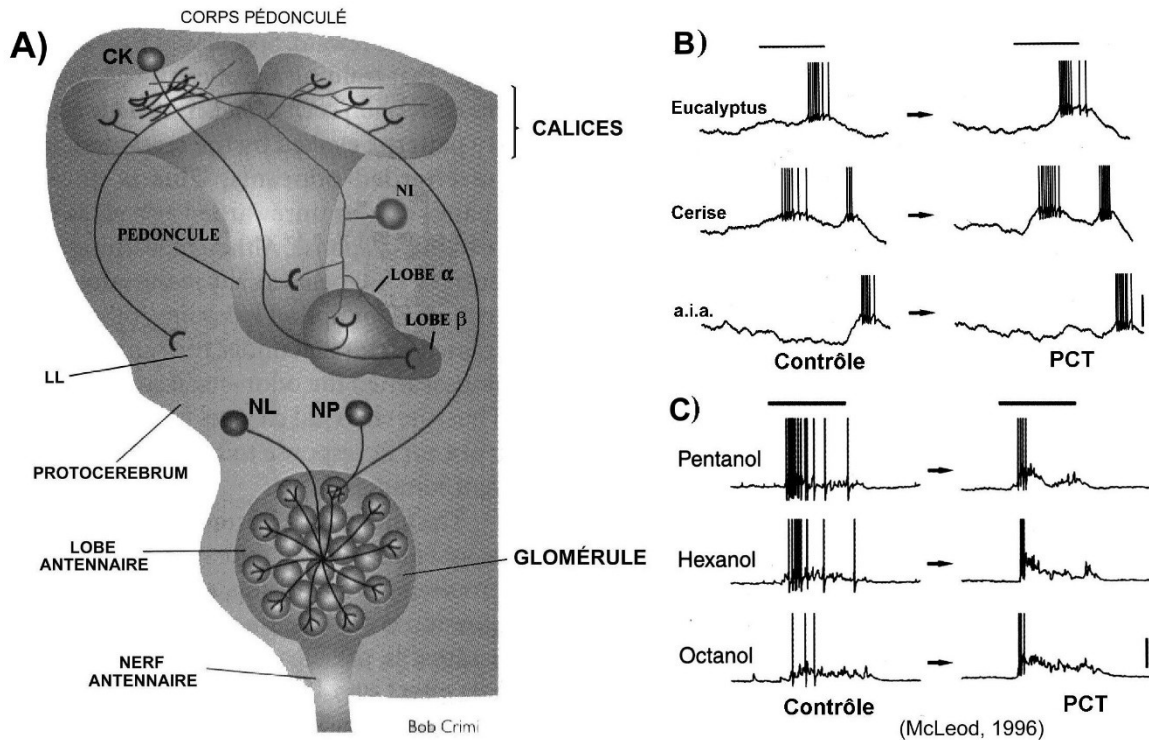 CORPS PÉDONCULÉ
A)
CK
CALICES
NI
PEDONCULE
LOBE α
LOBE β
LL
NL
NP
PROTOCEREBRUM
LOBE
ANTENNAIRE
GLOMÉRULE
NERF
ANTENNAIRE
Bob Crimi
B)
Eucalyptus
Cerise
a.i.a.
Contrôle
PCT
C)
Pentanol
Hexanol
Octanol
Contrôle
PCT
(McLeod, 1996)